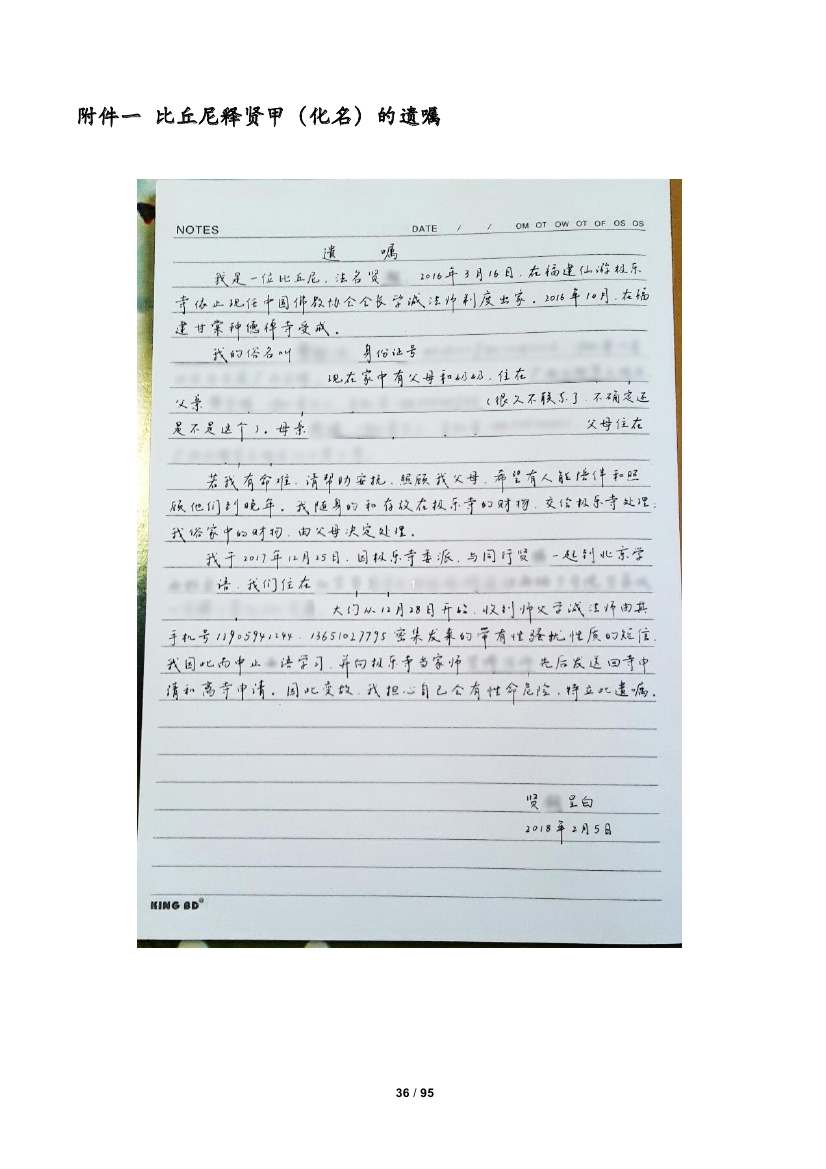 附件一 比丘尼释贤甲（化名）的遗嘱
NOTES DATE / / OM OT OW OT OF OS OS
遗 嘱
我是一位比丘尼，法名贤 2016年3月16日，在福建仙游极乐
寺依止现任中国佛教协会会长学诚法师剃度出家。2016年10月，在福
建甘棠种德禅寺受戒。
我的俗名叫 身份证号
现在家中有父母和奶奶，住在
父亲 （很久不联系了，不确定还
是不是这个）。母亲 父母住在
若我有命难，请帮助安抚、照顾我父母，希望有人能陪伴和照
顾他们到晚年。我随身的和存放在极乐寺的财物，交给极乐寺处理；
我俗家中的财物，由父母决定处理。
我于2017年12月25日，因极乐寺委派，与同行贤 一起到北京学
语，我们住在
大约从12月28日开始，收到师父学诚法师由其
手机号13905941244、13651027795密集发来的带有性骚扰性质的短信，
我因此而中止 语学习，并向极乐寺当家师 先后发送回寺申
请和离寺申请。因此变故，我担心自己会有性命危险，特立此遗嘱。
贤 呈白
2018年2月5日
KING BD®
36 / 95